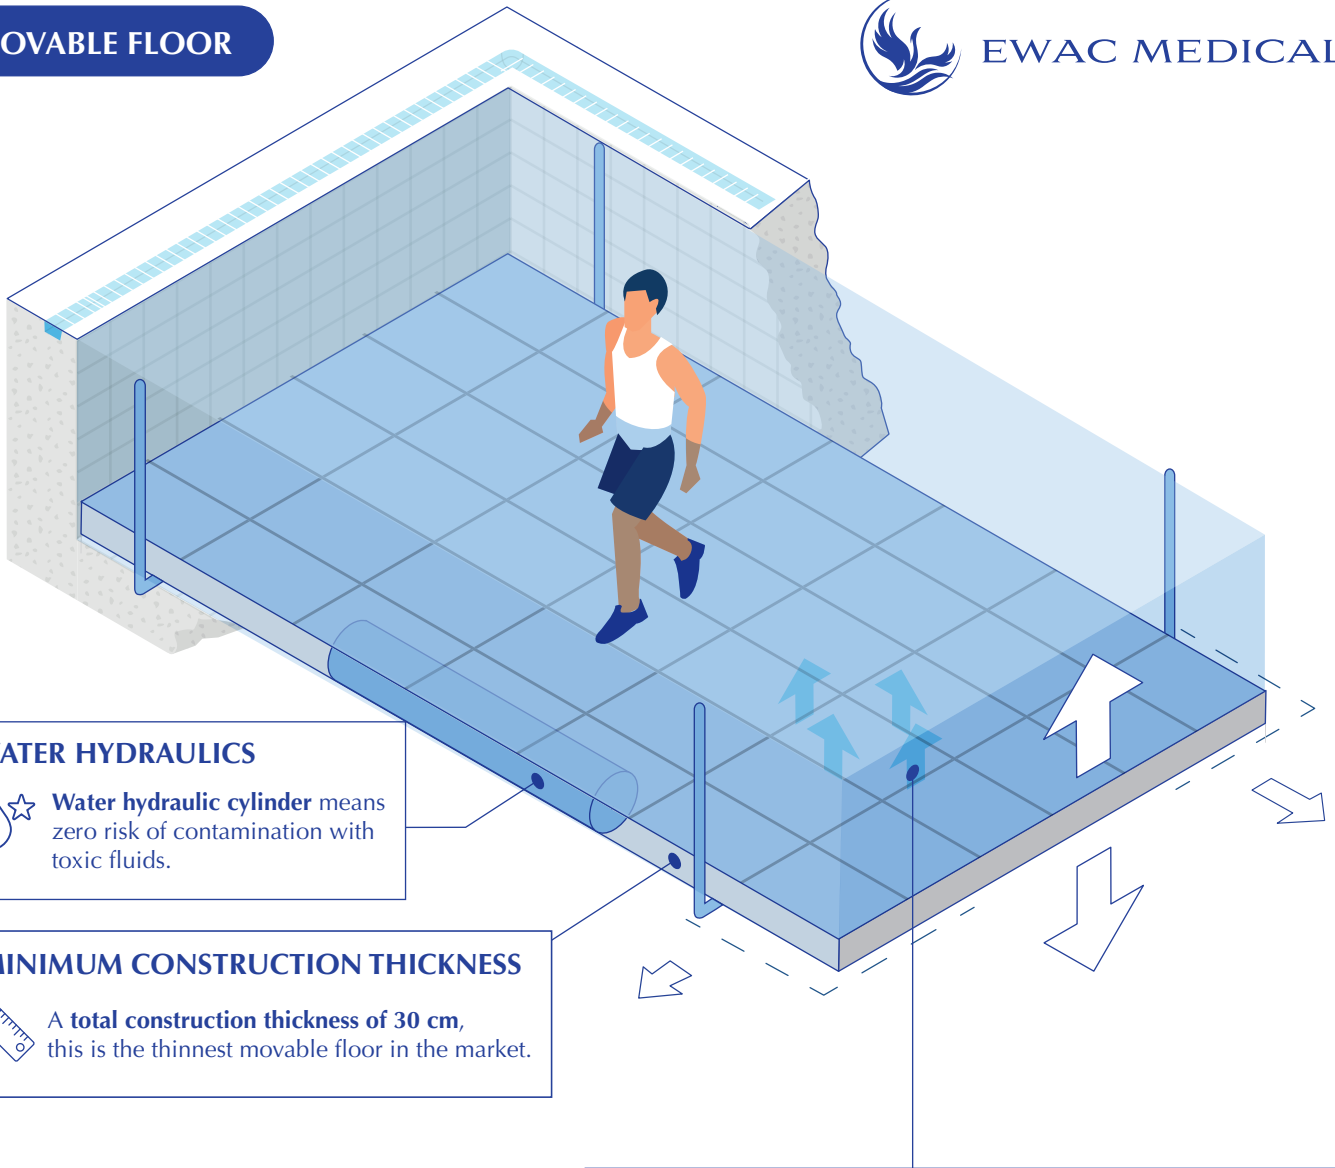 OVABLE FLOOR
EWAC MEDICAL
ATER HYDRAULICS
Water hydraulic cylinder means
zero risk of contamination with
toxic fluids.
MINIMUM CONSTRUCTION THICKNESS
A total construction thickness of 30 cm,
this is the thinnest movable floor in the market.